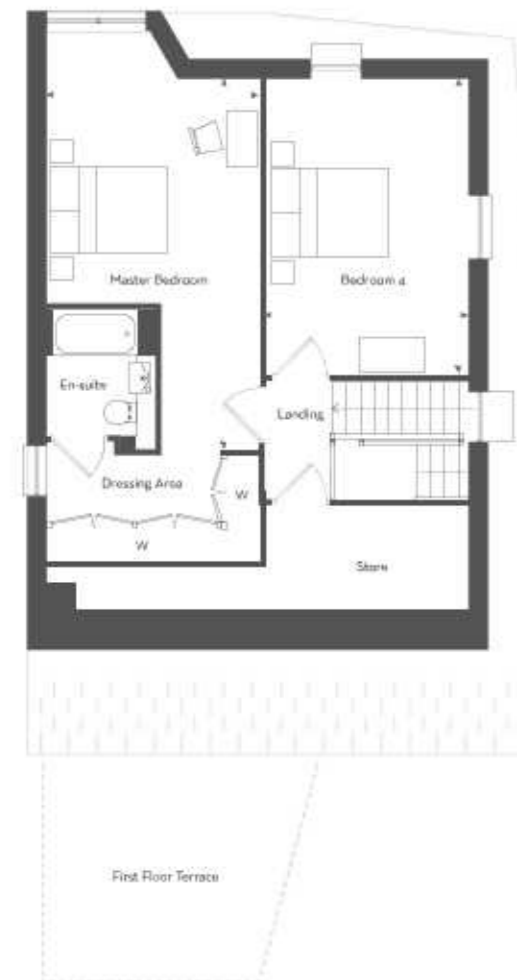 Master Bedroom
Bedroom 4
En-suite
Landing
Dressing Area
W
W
Store
First Floor Terrace